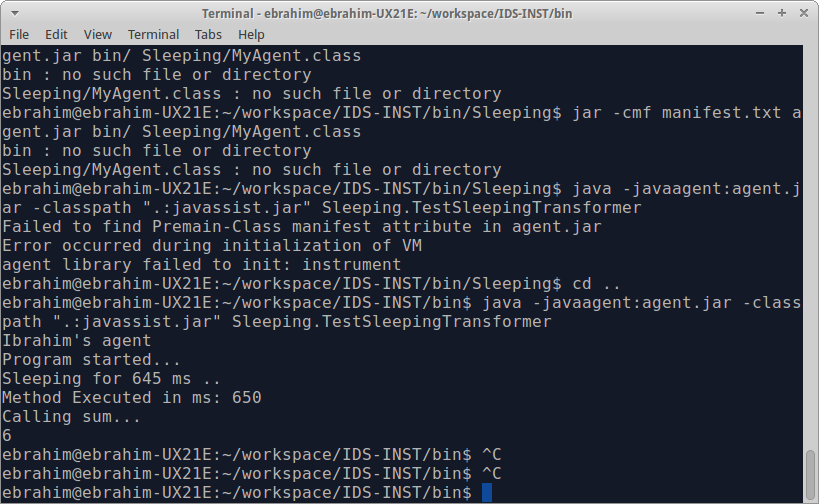 Terminal - ebrahim@ebrahim-UX21E: ~/workspace/IDS-INST/bin
File Edit View Terminal Tabs Help
gent.jar bin/ Sleeping/MyAgent.class
bin : no such file or directory
Sleeping/MyAgent.class : no such file or directory
ebrahim@ebrahim-UX21E:~/workspace/IDS-INST/bin/Sleeping$ jar -cmf manifest.txt a
gent.jar bin/ Sleeping/MyAgent.class
bin : no such file or directory
Sleeping/MyAgent.class : no such file or directory
ebrahim@ebrahim-UX21E:~/workspace/IDS-INST/bin/Sleeping$ java -javaagent:agent.j
ar -classpath ".:javassist.jar" Sleeping.TestSleepingTransformer
Failed to find Premain-Class manifest attribute in agent.jar
Error occurred during initialization of VM
agent library failed to init: instrument
ebrahim@ebrahim-UX21E:~/workspace/IDS-INST/bin/Sleeping$ cd ..
ebrahim@ebrahim-UX21E:~/workspace/IDS-INST/bin$ java -javaagent:agent.jar -class
path ".:javassist.jar" Sleeping.TestSleepingTransformer
Ibrahim's agent
Program started...
Sleeping for 645 ms ..
Method Executed in ms: 650
Calling sum...
6
ebrahim@ebrahim-UX21E:~/workspace/IDS-INST/bin$ ^C
ebrahim@ebrahim-UX21E:~/workspace/IDS-INST/bin$ ^C
ebrahim@ebrahim-UX21E:~/workspace/IDS-INST/bin$